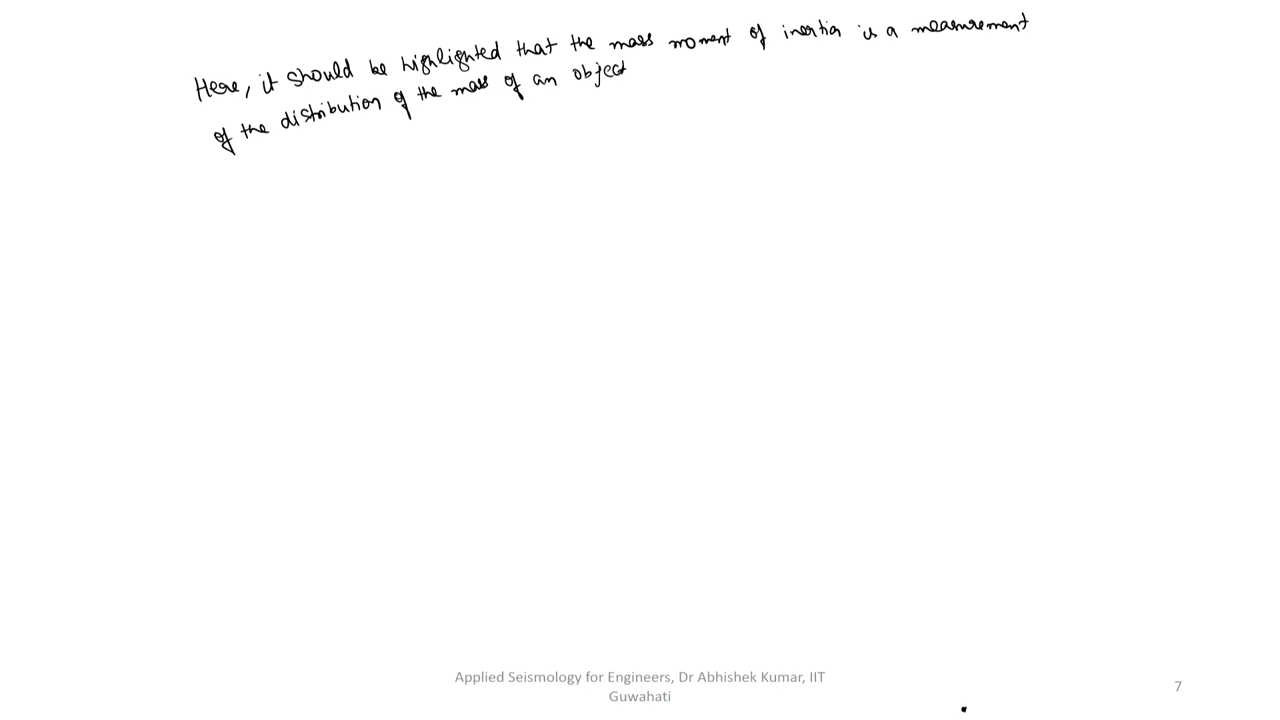 Here, it should be highlighted that the mass moment of inertia is a measurement
of the distribution of the mass of an object
Applied Seismology for Engineers, Dr Abhishek Kumar, IIT
Guwahati
7